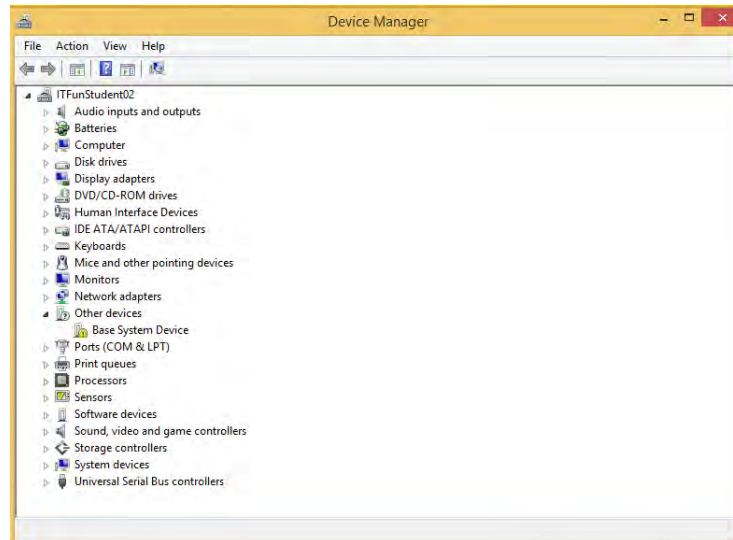 Device Manager
File Action View Help
ITFunStudent02
Audio inputs and outputs
Batteries
Computer
Disk drives
Display adapters
DVD/CD-ROM drives
Human Interface Devices
IDE ATA/ATAPI controllers
Keyboards
Mice and other pointing devices
Monitors
Network adapters
Other devices
Base System Device
Ports (COM & LPT)
Print queues
Processors
Sensors
Software devices
Sound, video and game controllers
Storage controllers
System devices
Universal Serial Bus controllers